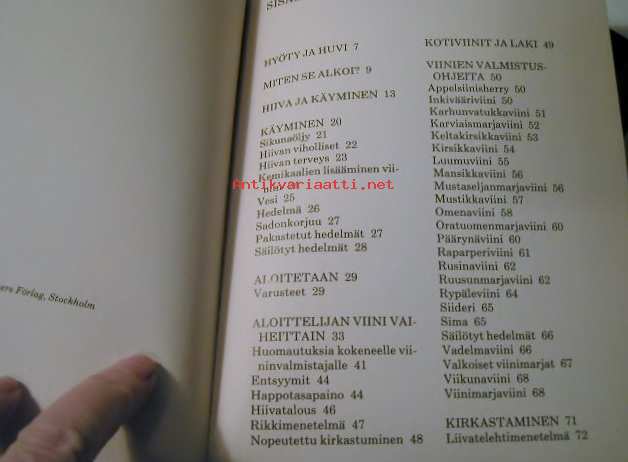 ers Förlag, Stockholm
HYÖTY JA HUVI 7
MITEN SE ALKOI? 9
HIIVA JA KÄYMINEN 13
KÄYMINEN 20
Sikunaöljy 21
Hiivan viholliset 22
Hiivan terveys 23
Kemikaalien lisääminen vii-
Vesi 25
Hedelmä 26
Sadonkorjuu 27
Pakastetut hedelmät 27
Säilötyt hedelmät 28
ALOITETAAN 29
Varusteet 29
ALOITTELIJAN VIINI VAI-
HEITTAIN 33
Huomautuksia kokeneelle vii-
ninvalmistajalle 41
Entsyymit 44
Happotasapaino 44
Hiivatalous 46
Rikkimenetelmä 47
Nopeutettu kirkastuminen 48
KOTIVIINIT JA LAKI 49
VIINIEN VALMISTUS-
OHJEITA 50
Appelsiinisherry 50
Inkivääriviini 50
Karhunvatukkaviini 51
Karviaismarjaviini 52
Keltakirsikkaviini 53
Kirsikkaviini 54
Luumuviini 55
Mansikkaviini 56
Mustaseljanmarjaviini 56
Mustikkaviini 57
Omenaviini 58
Oratuomenmarjaviini 60
Päärynäviini 60
Raparperiviini 61
Rusinaviini 62
Ruusunmarjaviini 62
Rypäleviini 64
Siideri 65
Sima 65
Säilötyt hedelmät 66
Vadelmaviini 66
Valkoiset viinimarjat 67
Viikunaviini 68
Viinimarjaviini 68
KIRKASTAMINEN 71
Liivatelehtimenetelmä 72
Antikvariaatti.net